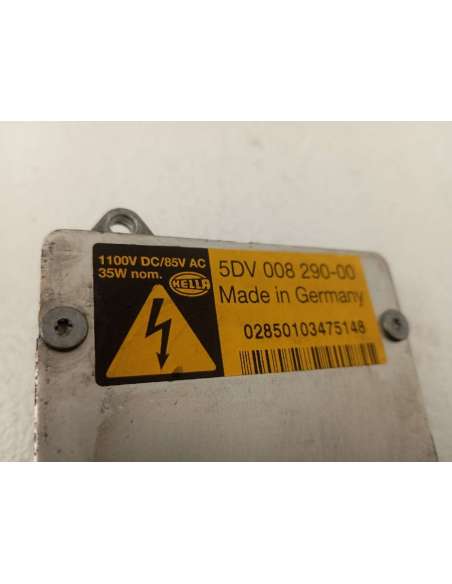 1100V DC/85V AC
35W nom.
HELLA
5DV 008 290-00
Made in Germany
02850103475148